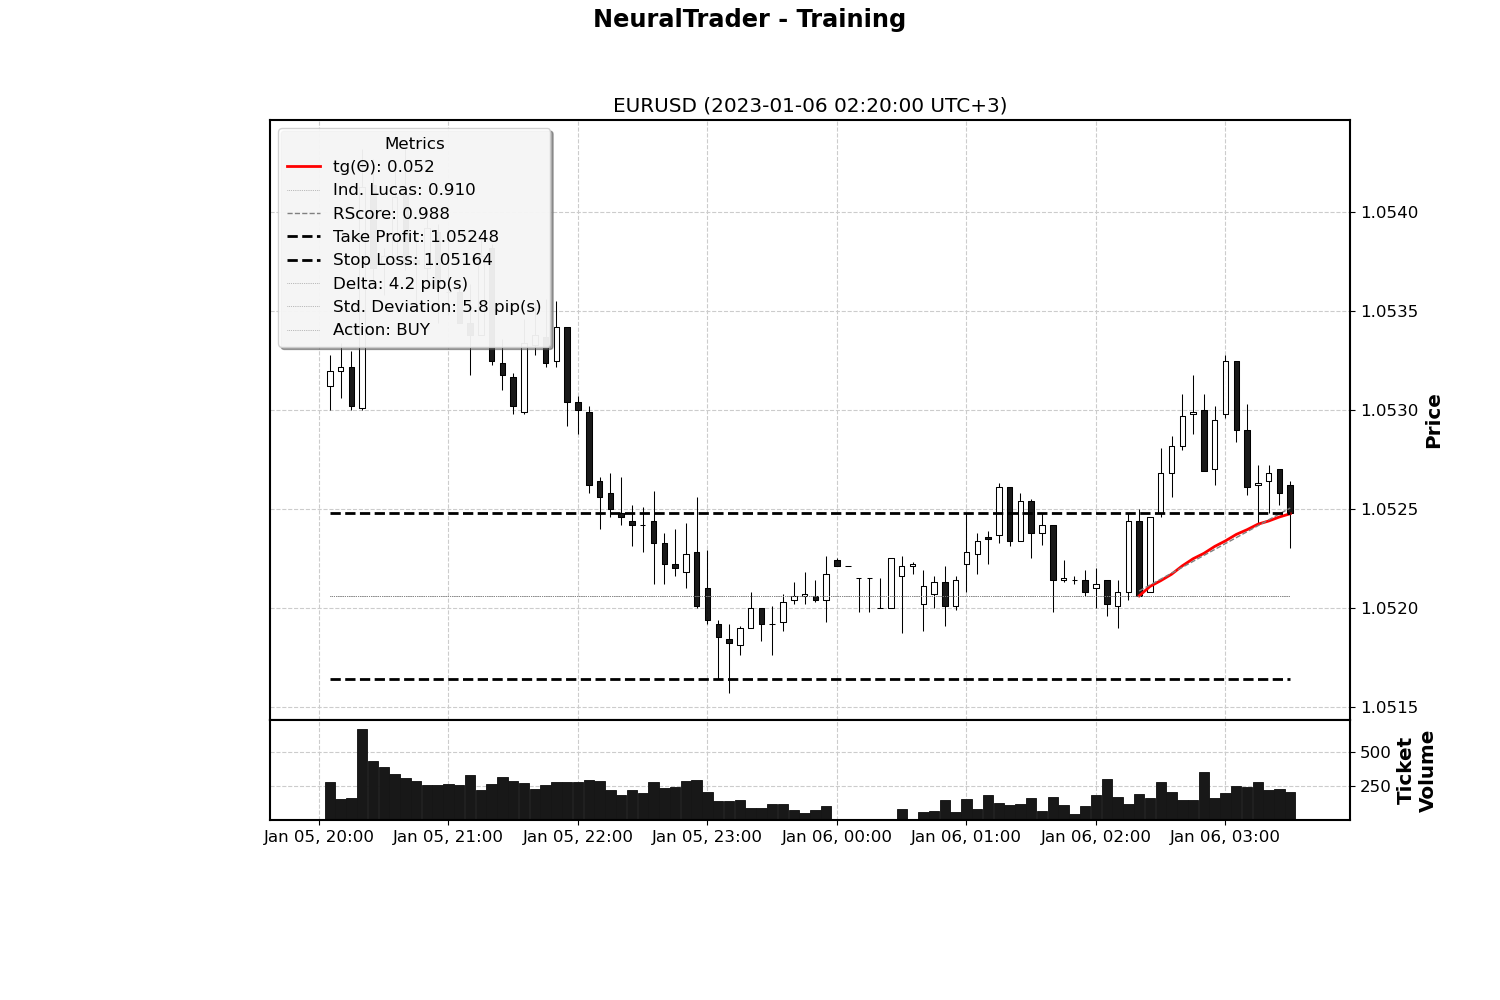 NeuralTrader - Training
EURUSD (2023-01-06 02:20:00 UTC+3)
Metrics
tg(Θ): 0.052
Ind. Lucas: 0.910
RScore: 0.988
Take Profit: 1.05248
Stop Loss: 1.05164
Delta: 4.2 pip(s)
Std. Deviation: 5.8 pip(s)
Action: BUY
1.0540
1.0535
1.0530
1.0525
1.0520
1.0515
Price
500
250
Ticket
Volume
Jan 05, 20:00
Jan 05, 21:00
Jan 05, 22:00
Jan 05, 23:00
Jan 06, 00:00
Jan 06, 01:00
Jan 06, 02:00
Jan 06, 03:00